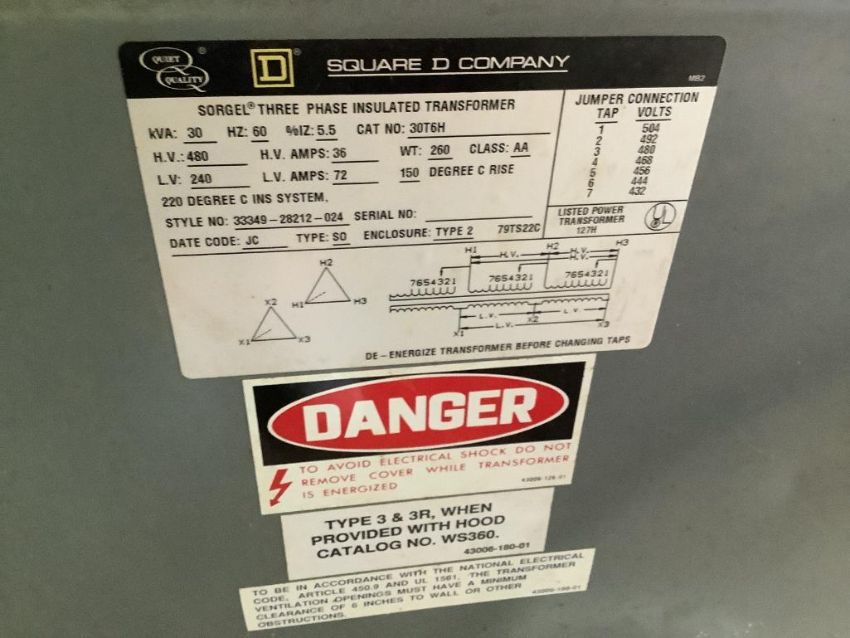 QUIET
QUALITY
®
D
SQUARE D COMPANY
MB2
SORGEL® THREE PHASE INSULATED TRANSFORMER
KVA: 30 HZ: 60 %IZ: 5.5 CAT NO: 30T6H
H.V.: 480 H.V. AMPS: 36 WT: 260 CLASS: AA
L.V: 240 L.V. AMPS: 72 150 DEGREE C RISE
220 DEGREE C INS SYSTEM.
STYLE NO: 33349-28212-024 SERIAL NO:
DATE CODE: JC TYPE: SO ENCLOSURE: TYPE 2 79TS22C
JUMPER CONNECTION
TAP VOLTS
1 504
2 492
3 480
4 468
5 456
6 444
7 432
LISTED POWER
TRANSFORMER
127H
UL
H2
H1 H3
X2
X1 X3
H1 H2 H3
H.V. H.V.
H.V.
7654321 7654321 7654321
L.V. L.V.
X1 X2 X3
L.V.
DE-ENERGIZE TRANSFORMER BEFORE CHANGING TAPS
DANGER
TO AVOID ELECTRICAL SHOCK DO NOT
REMOVE COVER WHILE TRANSFORMER
IS ENERGIZED
43006-126-01
TYPE 3 & 3R, WHEN
PROVIDED WITH HOOD
CATALOG NO. WS360.
43006-180-01
TO BE IN ACCORDANCE WITH THE NATIONAL ELECTRICAL
CODE, ARTICLE 450.9 AND UL 1561, THE TRANSFORMER
VENTILATION OPENINGS MUST HAVE A MINIMUM
CLEARANCE OF 6 INCHES TO WALL OR OTHER
OBSTRUCTIONS.